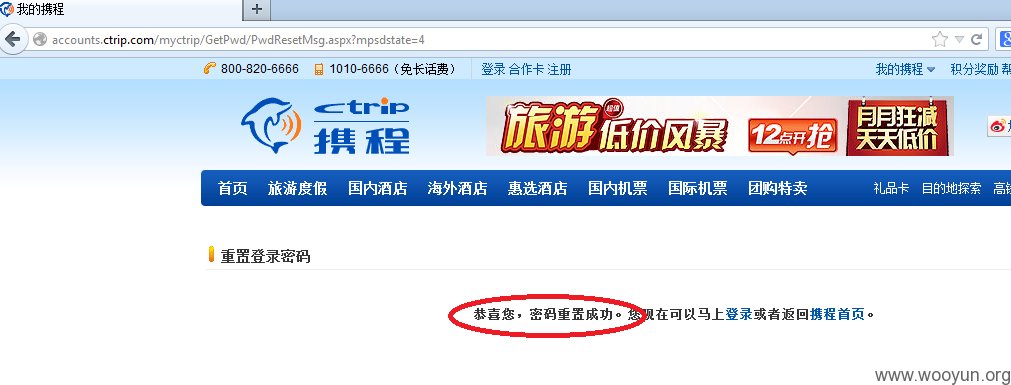 我的携程
accounts.ctrip.com/myctrip/GetPwd/PwdResetMsg.aspx?mpsdstate=4
800-820-6666 1010-6666（免长话费） 登录 合作卡 注册 我的携程 积分奖励
Ctrip
携程
旅游低价风暴 超值 12点开抢 月月狂减
天天低价
首页 旅游度假 国内酒店 海外酒店 惠选酒店 国内机票 国际机票 团购特卖 礼品卡 目的地探索
重置登录密码
恭喜您，密码重置成功。您现在可以马上登录或者返回携程首页。
www.wooyun.org